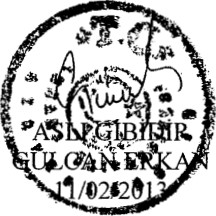 T.C.
ASLI GİBİDİR
GÜLCAN ERKAN
11/02/2013